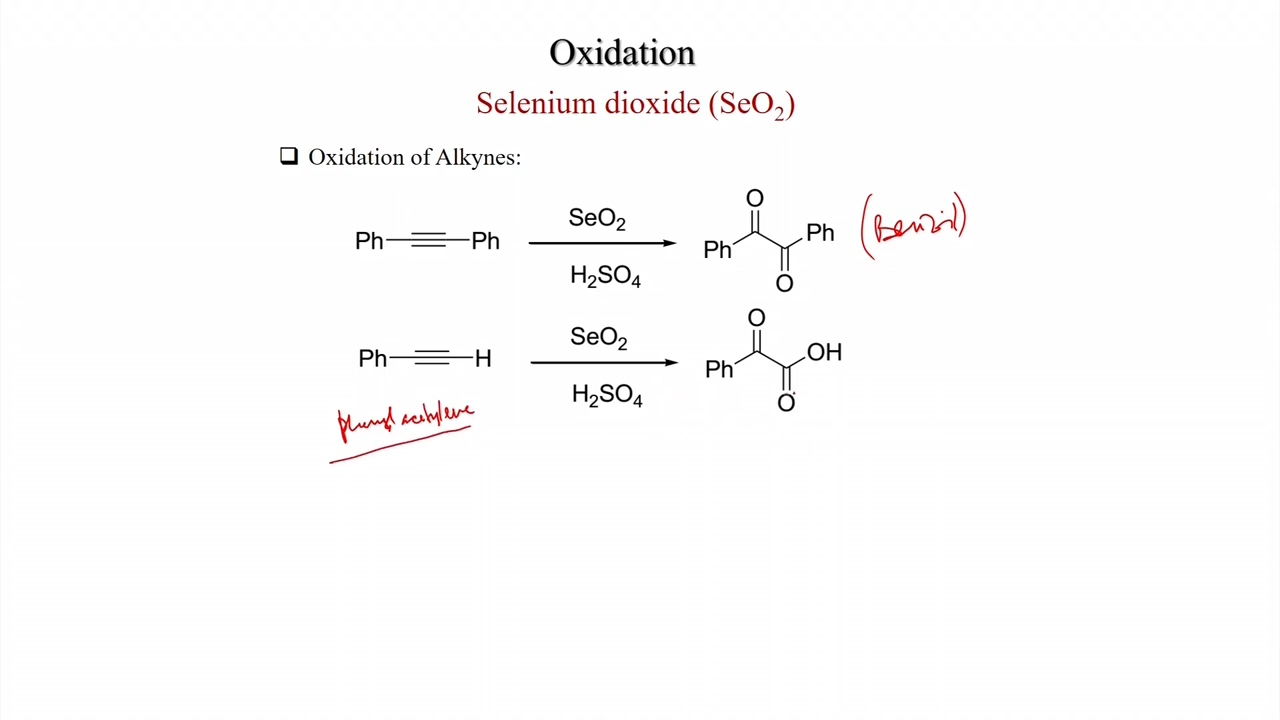 Oxidation
Selenium dioxide (SeO₂)
❑ Oxidation of Alkynes:
Ph Ph SeO₂ H₂SO₄ O Ph Ph O (Benzil)
Ph H SeO₂ H₂SO₄ O Ph OH O
phenyl acetylene